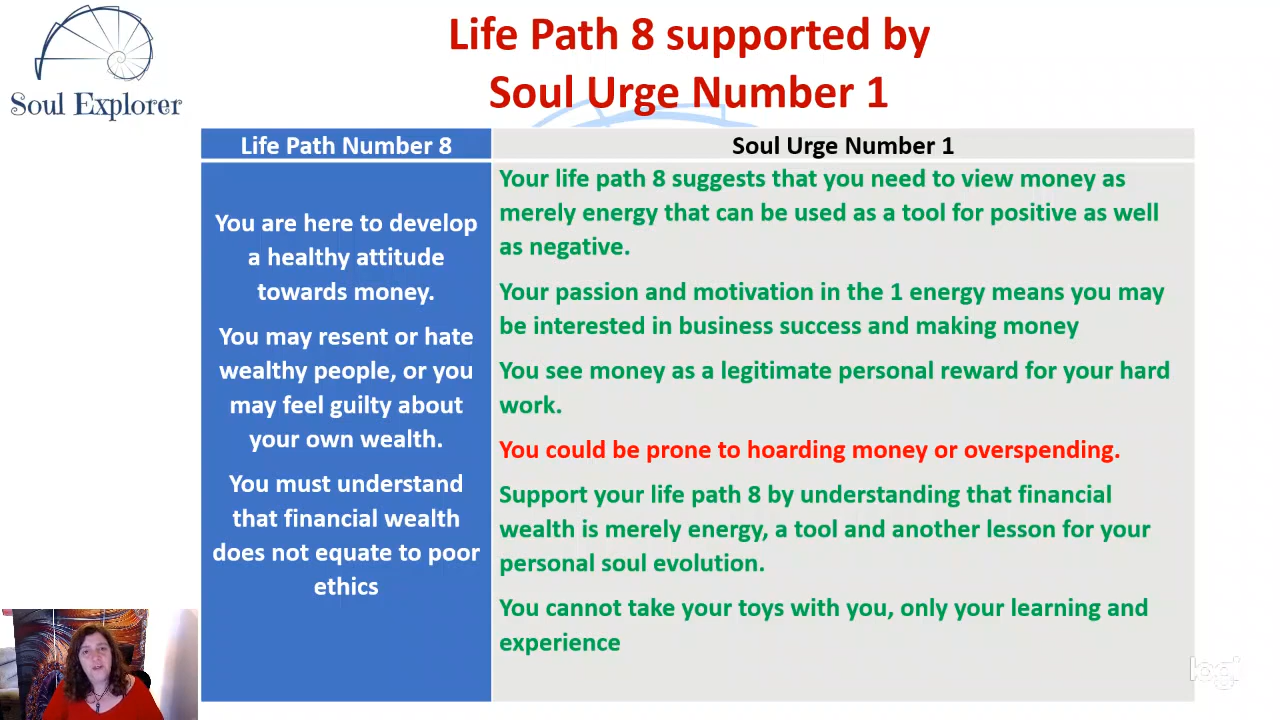 Life Path 8 supported by
Soul Urge Number 1
Soul Explorer
Life Path Number 8
Soul Urge Number 1
You are here to develop
a healthy attitude
towards money.
You may resent or hate
wealthy people, or you
may feel guilty about
your own wealth.
You must understand
that financial wealth
does not equate to poor
ethics
Your life path 8 suggests that you need to view money as
merely energy that can be used as a tool for positive as well
as negative.
Your passion and motivation in the 1 energy means you may
be interested in business success and making money
You see money as a legitimate personal reward for your hard
work.
You could be prone to hoarding money or overspending.
Support your life path 8 by understanding that financial
wealth is merely energy, a tool and another lesson for your
personal soul evolution.
You cannot take your toys with you, only your learning and
experience
logi